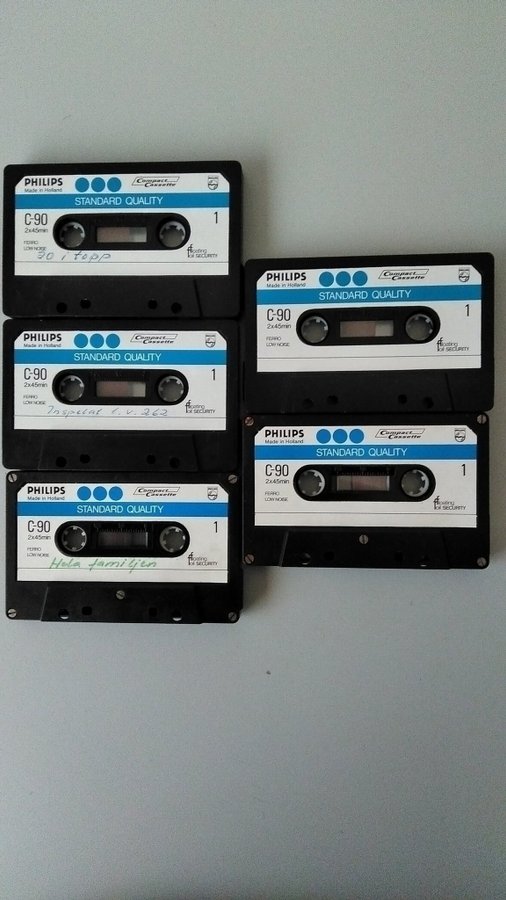 PHILIPS Compact Cassette PHILIPS
Made in Holland
STANDARD QUALITY
C-90 1
2x45min
FERRO floating
LOW NOISE foil SECURITY
20 i topp
PHILIPS Compact Cassette
Made in Holland
STANDARD QUALITY
C-90 1
2x45min
FERRO floating
LOW NOISE foil SECURITY
Inspelat t.v. 262
PHILIPS Compact Cassette
Made in Holland
STANDARD QUALITY
C-90 1
2x45min
FERRO floating
LOW NOISE foil SECURITY
Hela familjen
PHILIPS Compact Cassette
Made in Holland
STANDARD QUALITY
C-90 1
2x45min
FERRO floating
LOW NOISE foil SECURITY
PHILIPS Compact Cassette
Made in Holland
STANDARD QUALITY
C-90 1
2x45min
FERRO floating
LOW NOISE foil SECURITY